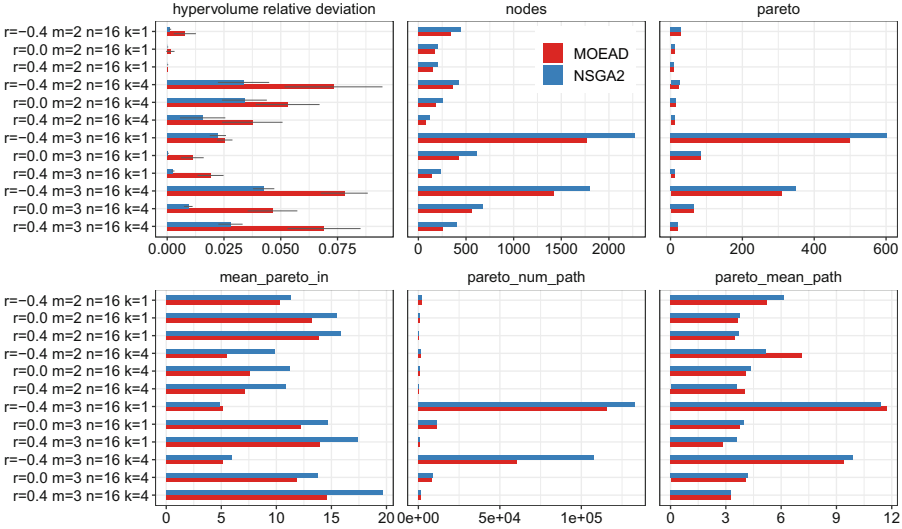 hypervolume relative deviation
nodes
pareto
r=−0.4 m=2 n=16 k=1
r=0.0 m=2 n=16 k=1
r=0.4 m=2 n=16 k=1
r=−0.4 m=2 n=16 k=4
r=0.0 m=2 n=16 k=4
r=0.4 m=2 n=16 k=4
r=−0.4 m=3 n=16 k=1
r=0.0 m=3 n=16 k=1
r=0.4 m=3 n=16 k=1
r=−0.4 m=3 n=16 k=4
r=0.0 m=3 n=16 k=4
r=0.4 m=3 n=16 k=4
MOEAD
NSGA2
0.000 0.025 0.050 0.075
0 500 1000 1500 2000
0 200 400 600
mean_pareto_in
pareto_num_path
pareto_mean_path
r=−0.4 m=2 n=16 k=1
r=0.0 m=2 n=16 k=1
r=0.4 m=2 n=16 k=1
r=−0.4 m=2 n=16 k=4
r=0.0 m=2 n=16 k=4
r=0.4 m=2 n=16 k=4
r=−0.4 m=3 n=16 k=1
r=0.0 m=3 n=16 k=1
r=0.4 m=3 n=16 k=1
r=−0.4 m=3 n=16 k=4
r=0.0 m=3 n=16 k=4
r=0.4 m=3 n=16 k=4
0 5 10 15 20
0e+00 5e+04 1e+05
0 3 6 9 12